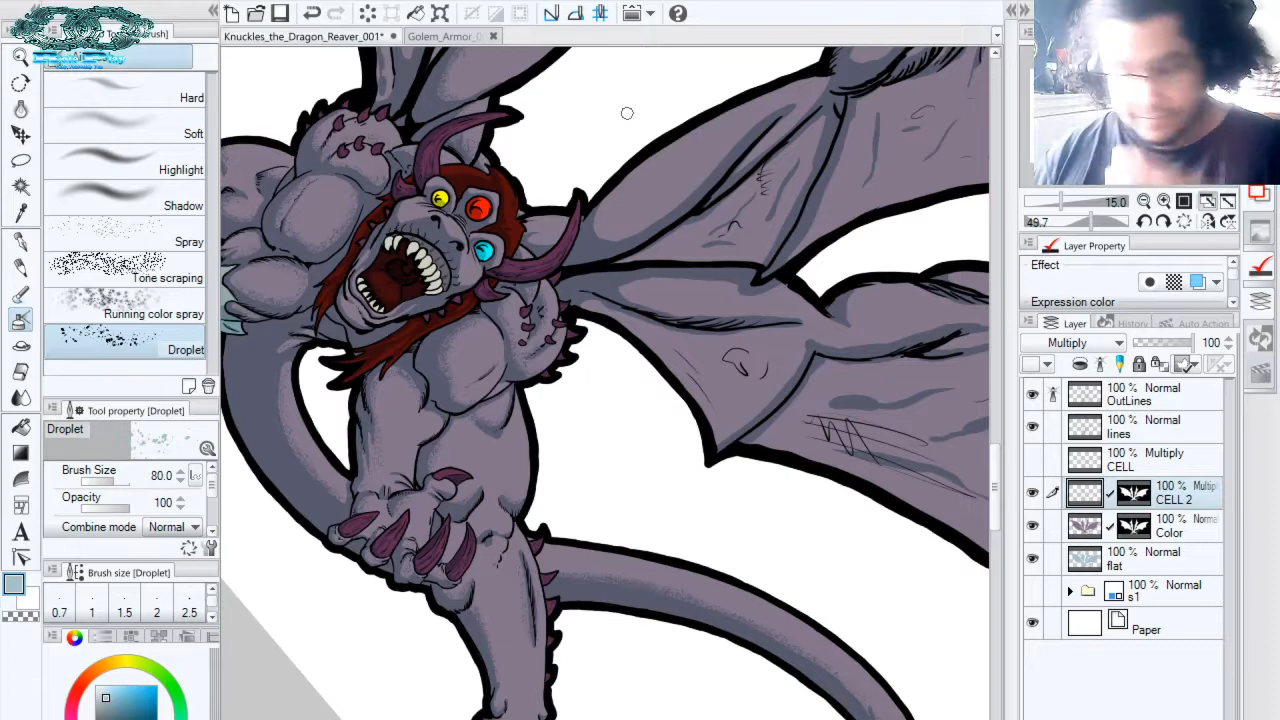 Knuckles_the_Dragon_Reaver_001*
Golem_Armor_0
Hard
Soft
Highlight
Shadow
Spray
Tone scraping
Running color spray
Droplet
Tool property [Droplet]
Droplet
Brush Size 80.0
Opacity 100
Combine mode Normal
Brush size [Droplet]
0.7 1 1.5 2 2.5
15.0
49.7
Layer Property
Effect
Expression color
Layer History Auto Action
Multiply 100
100 % Normal
OutLines
100 % Normal
lines
100 % Multiply
CELL
100 % Multip
CELL 2
100 % Norma
Color
100 % Normal
flat
100 % Normal
s1
Paper